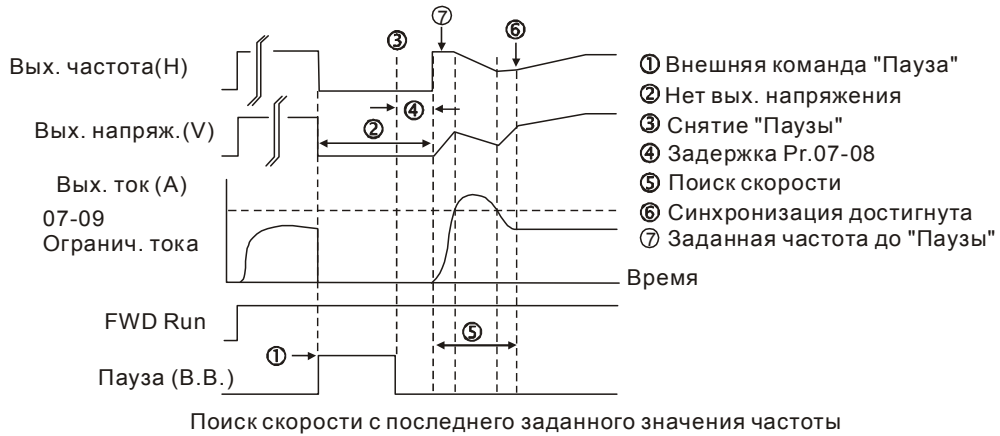 ⑦
③
⑥
Вых. частота(H)
① Внешняя команда "Пауза"
② Нет вых. напряжения
④
②
Вых. напряж.(V)
③ Снятие "Паузы"
④ Задержка Pr.07-08
Вых. ток (А)
⑤ Поиск скорости
07-09
⑥ Синхронизация достигнута
Огранич. тока
⑦ Заданная частота до "Паузы"
Время
FWD Run
⑤
①
Пауза (B.B.)
Поиск скорости с последнего заданного значения частоты